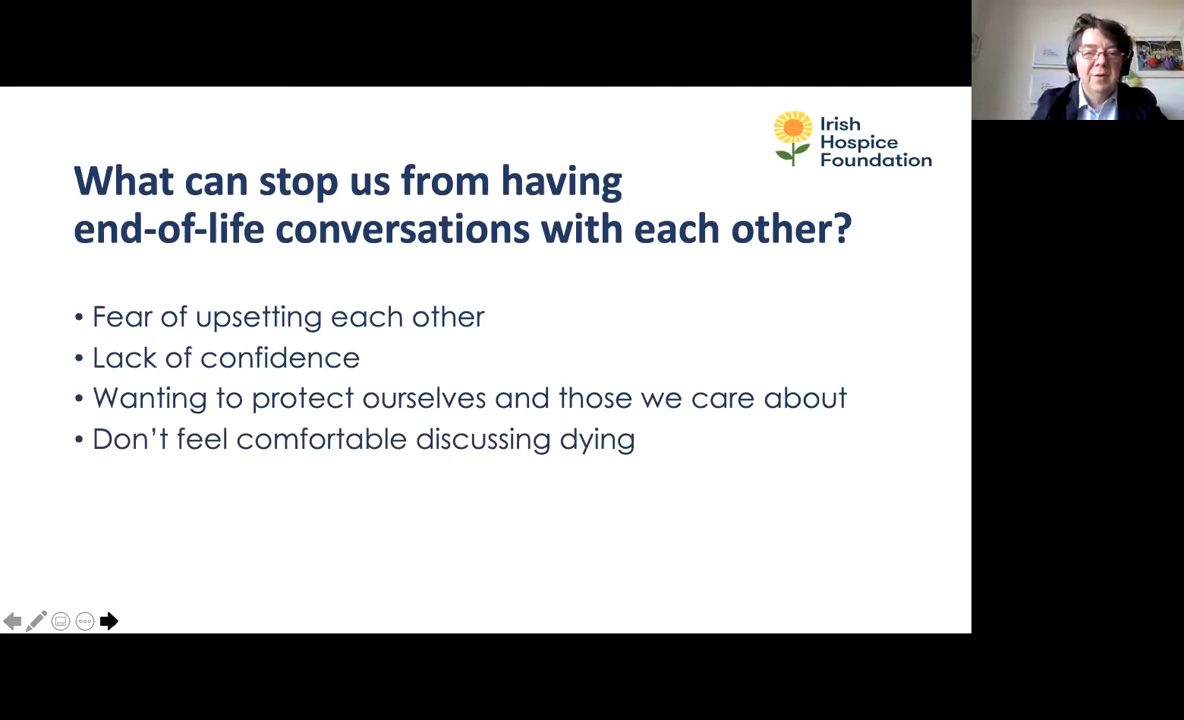 Irish
Hospice
Foundation
What can stop us from having
end-of-life conversations with each other?
• Fear of upsetting each other
• Lack of confidence
• Wanting to protect ourselves and those we care about
• Don’t feel comfortable discussing dying